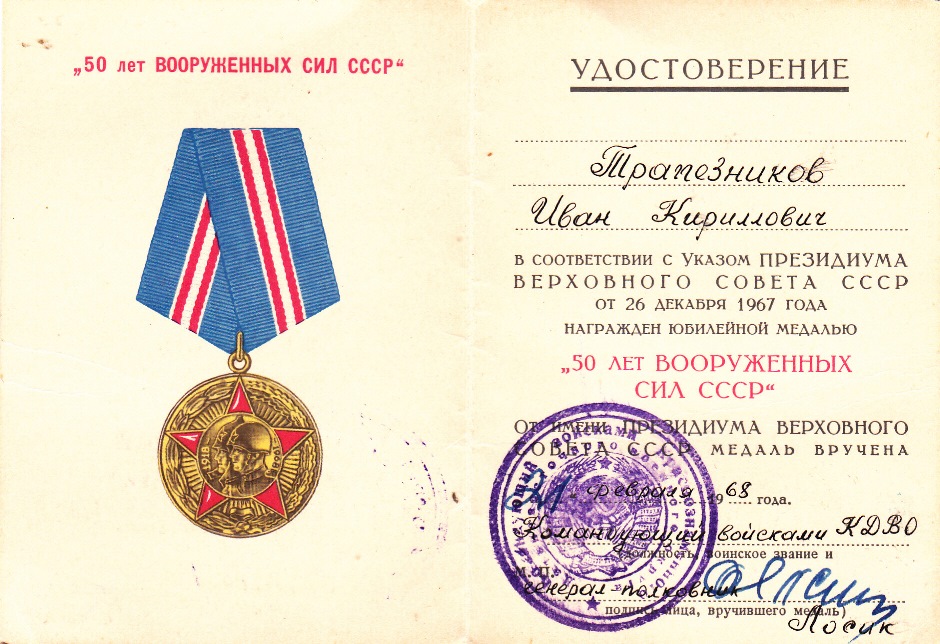 „50 лет ВООРУЖЕННЫХ СИЛ СССР“
1918 1968
УДОСТОВЕРЕНИЕ
Трапезников
Иван Кириллович
В СООТВЕТСТВИИ С УКАЗОМ ПРЕЗИДИУМА
ВЕРХОВНОГО СОВЕТА СССР
ОТ 26 ДЕКАБРЯ 1967 ГОДА
НАГРАЖДЕН ЮБИЛЕЙНОЙ МЕДАЛЬЮ
„50 ЛЕТ ВООРУЖЕННЫХ
СИЛ СССР“
ОТ ИМЕНИ ПРЕЗИДИУМА ВЕРХОВНОГО
СОВЕТА СССР МЕДАЛЬ ВРУЧЕНА
21 февраля 1968 года.
Командующий войсками КДВО
должность, воинское звание и
М. П.
генерал-полковник
подпись лица, вручившего медаль)
Лосик